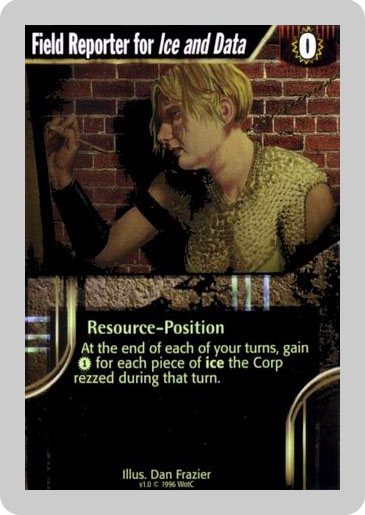 Field Reporter for Ice and Data
0
Resource-Position
At the end of each of your turns, gain
1 for each piece of ice the Corp
rezzed during that turn.
Illus. Dan Frazier
v1.0 © 1996 WotC